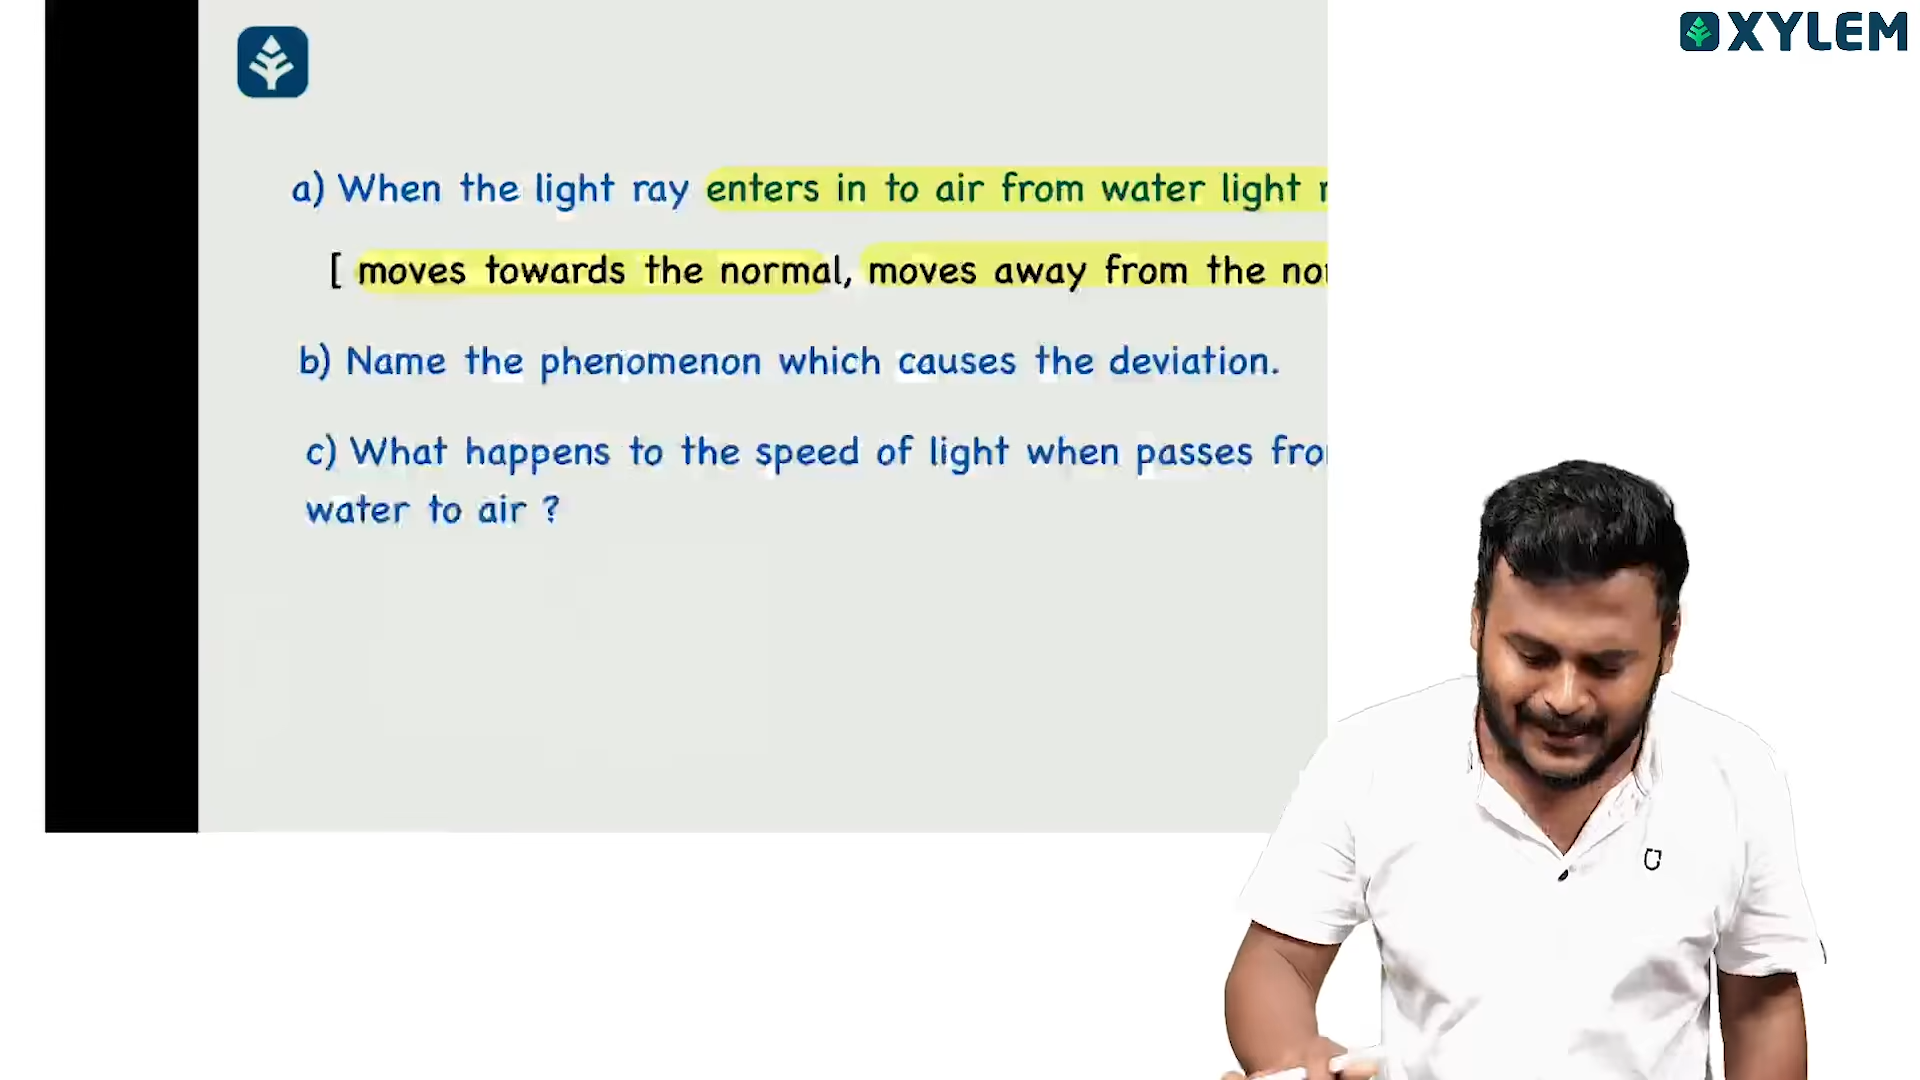 XYLEM
a) When the light ray enters in to air from water light
[ moves towards the normal, moves away from the
b) Name the phenomenon which causes the deviation.
c) What happens to the speed of light when passes
water to air ?